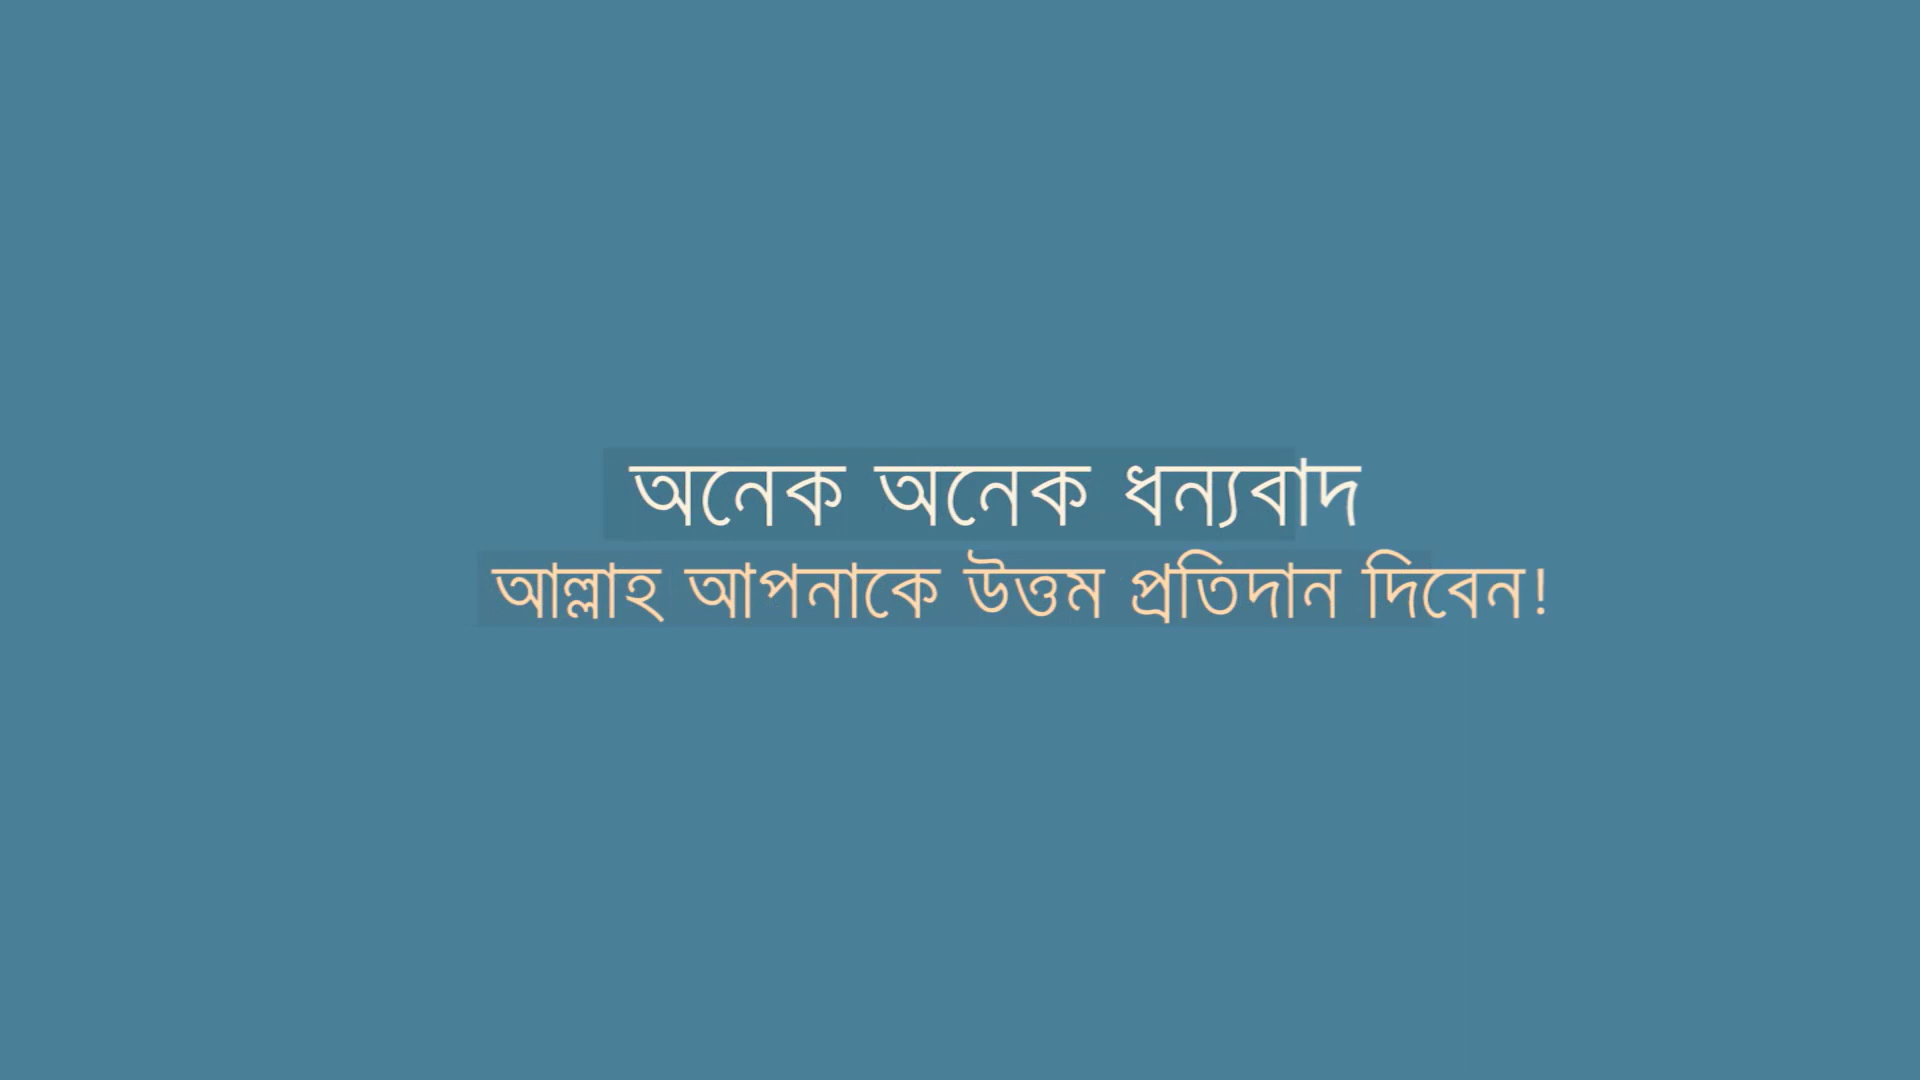 অনেক অনেক ধন্যবাদ
আল্লাহ আপনাকে উত্তম প্রতিদান দিবেন!